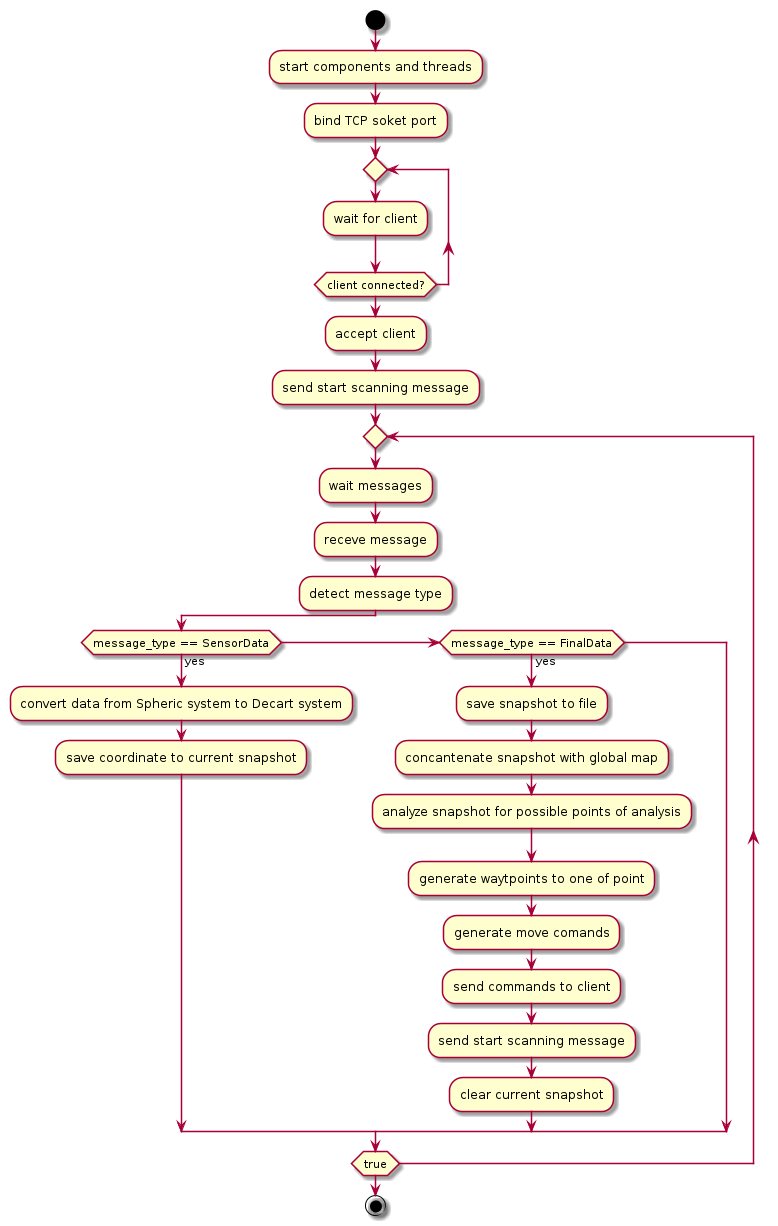 start components and threads
bind TCP soket port
wait for client
client connected?
accept client
send start scanning message
wait messages
receve message
detect message type
message_type == SensorData
yes
convert data from Spheric system to Decart system
save coordinate to current snapshot
message_type == FinalData
yes
save snapshot to file
concantenate snapshot with global map
analyze snapshot for possible points of analysis
generate waytpoints to one of point
generate move comands
send commands to client
send start scanning message
clear current snapshot
true